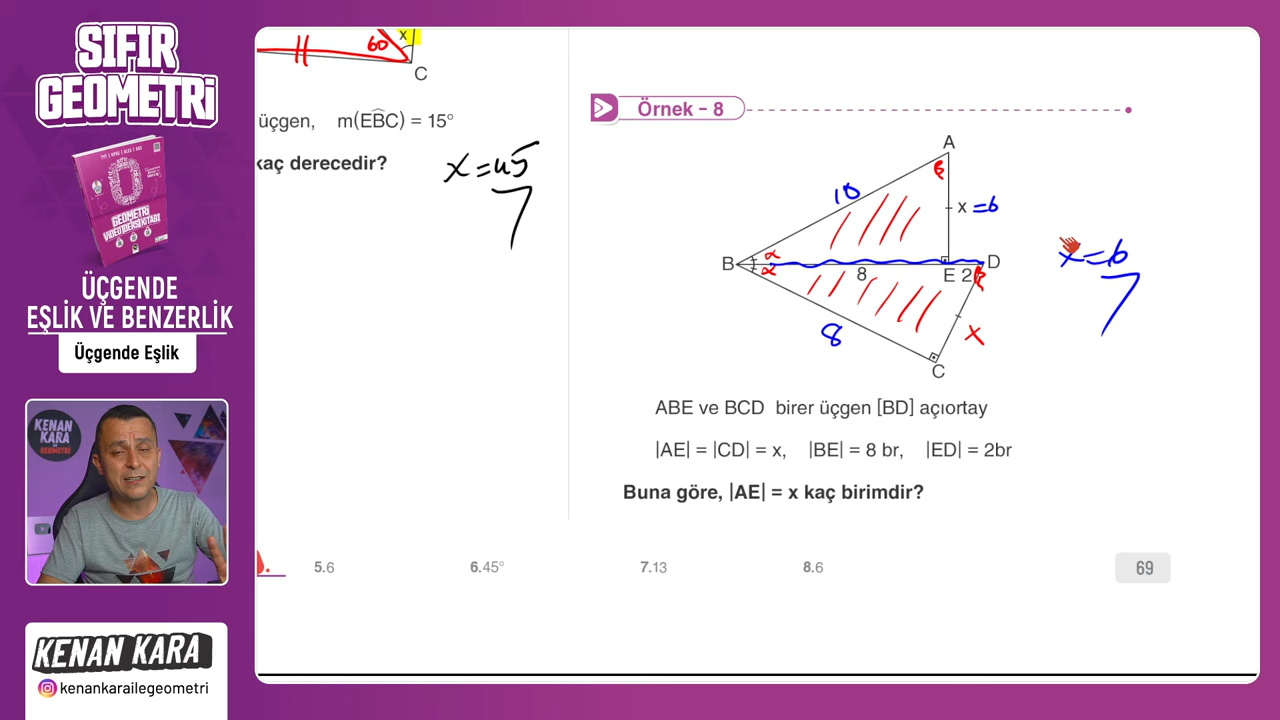 SIFIR
GEOMETRİ
GEOMETRİ
VİDEO DERS KİTABI
ÜÇGENDE
EŞLİK VE BENZERLİK
Üçgende Eşlik
KENAN
KARA
GEOMETRİ
KENAN KARA
kenankarailegeometri
60
x
C
üçgen, m(EBC) = 15°
kaç derecedir?
x = 45
Örnek - 8
A
10
x = 6
B
α
α
8
E
2
D
x = 6
8
x
C
ABE ve BCD birer üçgen [BD] açıortay
|AE| = |CD| = x, |BE| = 8 br, |ED| = 2br
Buna göre, |AE| = x kaç birimdir?
5.6 6.45° 7.13 8.6
69